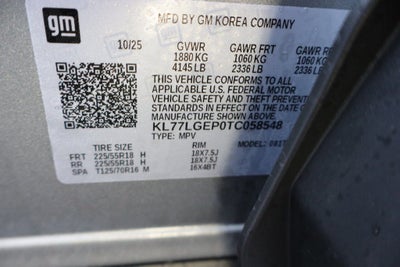 gm
MFD BY GM KOREA COMPANY
10/25 GVWR GAWR FRT GAWR RR
1880 KG 1060 KG 1060 KG
4145 LB 2336 LB 2336 LB
THIS VEHICLE CONFORMS TO ALL
APPLICABLE U.S. FEDERAL MOTOR
VEHICLE SAFETY AND THEFT PREVENTION
STANDARDS IN EFFECT ON THE DATE OF
MANUFACTURE SHOWN ABOVE.
KL77LGEP0TC058548
TYPE: MPV MODEL:
TIRE SIZE RIM
FRT 225/55R18 H 18X7.5J
RR 225/55R18 H 18X7.5J
SPA T125/70R16 M 16X4BT